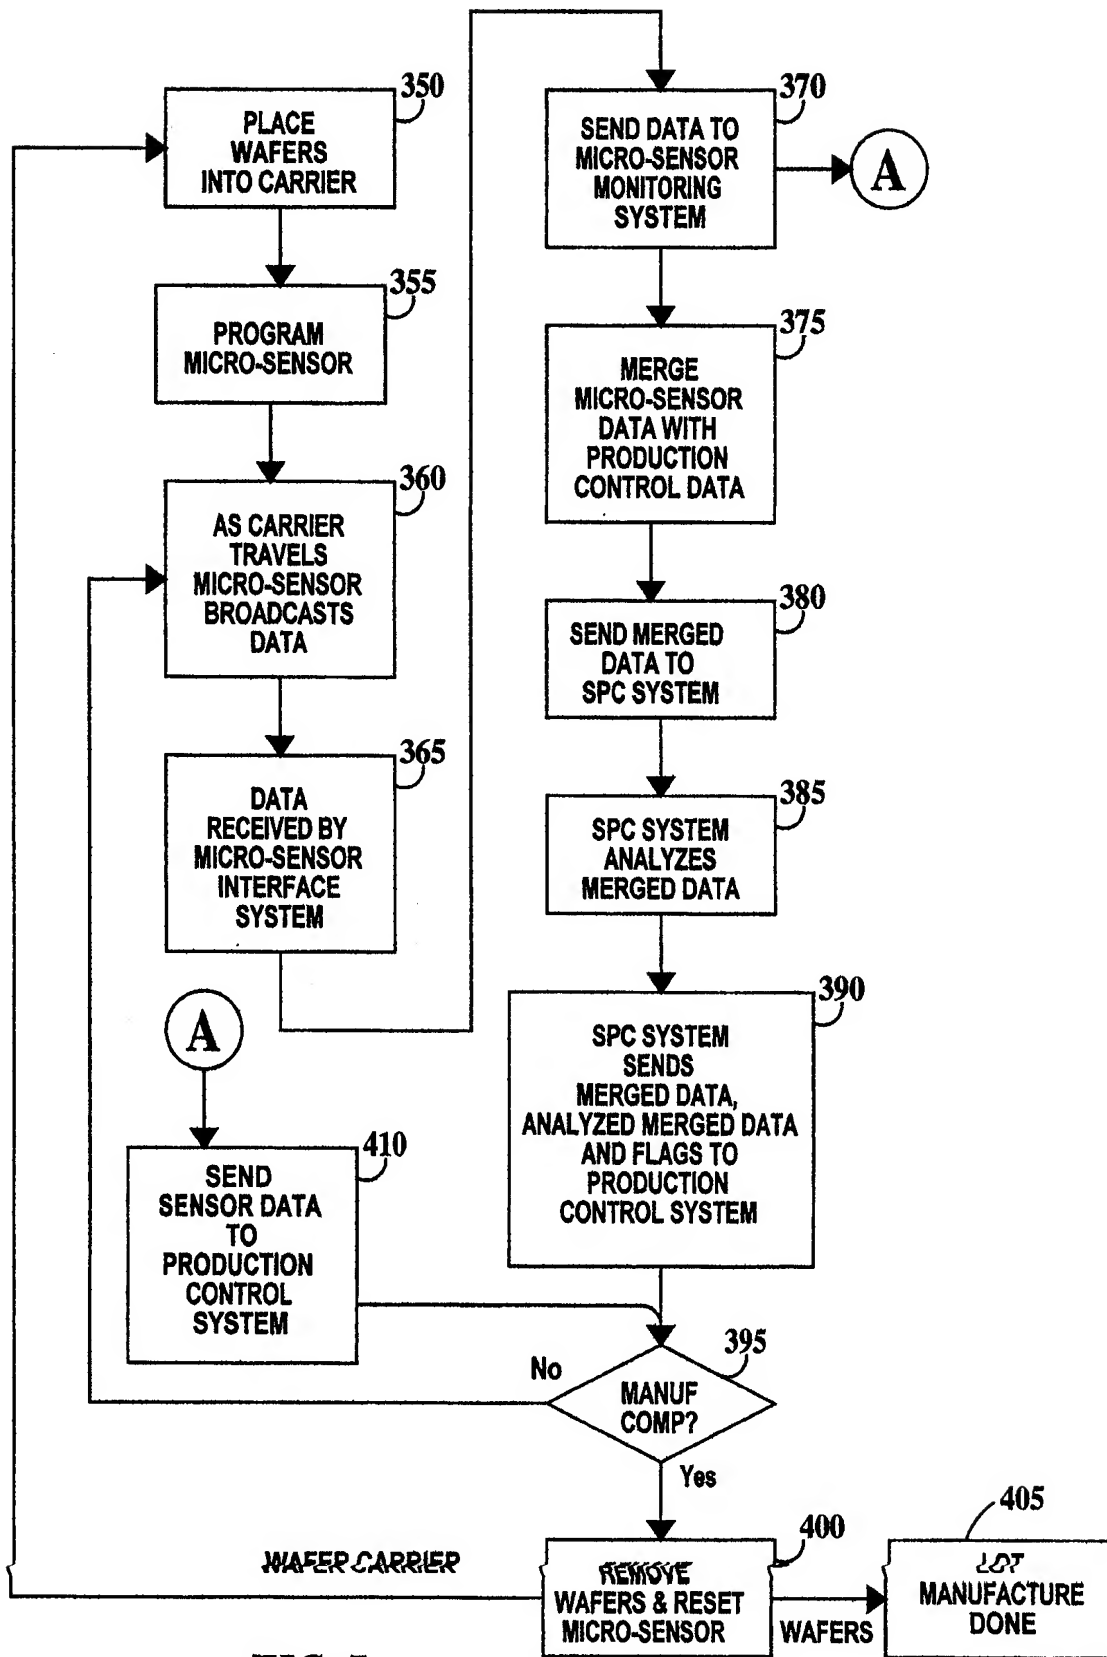 350
PLACE
WAFERS
INTO CARRIER
355
PROGRAM
MICRO-SENSOR
360
AS CARRIER
TRAVELS
MICRO-SENSOR
BROADCASTS
DATA
365
DATA
RECEIVED BY
MICRO-SENSOR
INTERFACE
SYSTEM
A
410
SEND
SENSOR DATA
TO
PRODUCTION
CONTROL
SYSTEM
370
SEND DATA TO
MICRO-SENSOR
MONITORING
SYSTEM
A
375
MERGE
MICRO-SENSOR
DATA WITH
PRODUCTION
CONTROL DATA
380
SEND MERGED
DATA TO
SPC SYSTEM
385
SPC SYSTEM
ANALYZES
MERGED DATA
390
SPC SYSTEM
SENDS
MERGED DATA,
ANALYZED MERGED DATA
AND FLAGS TO
PRODUCTION
CONTROL SYSTEM
395
No
MANUF
COMP?
Yes
WAFER CARRIER
400
REMOVE
WAFERS & RESET
MICRO-SENSOR
WAFERS
405
LOT
MANUFACTURE
DONE